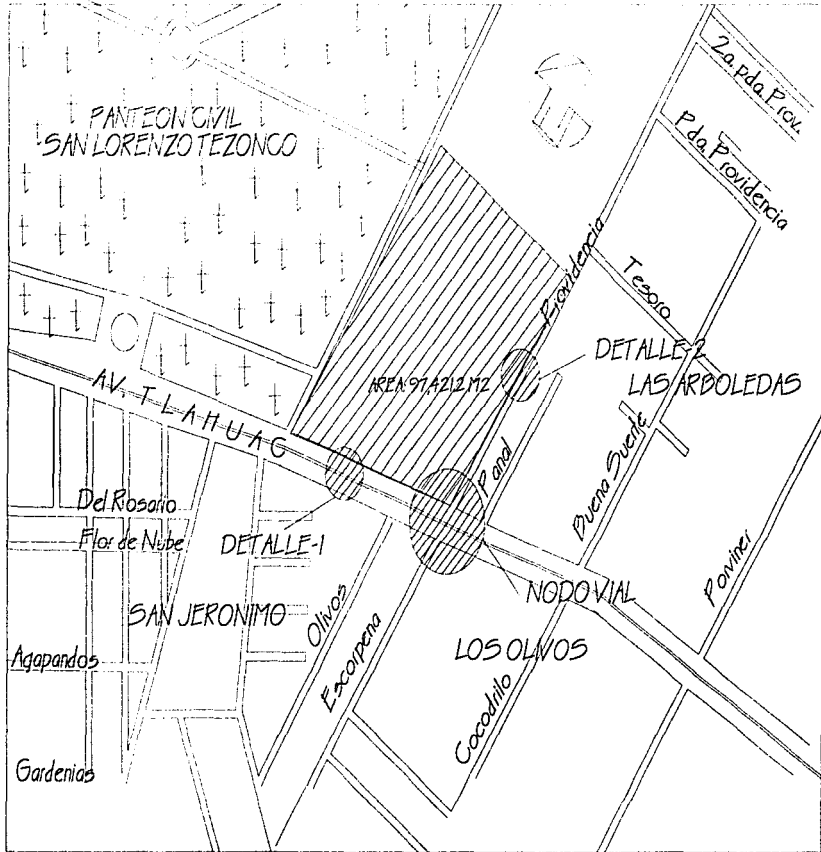 PANTEON CIVIL
SAN LORENZO TEZONCO
2a. pda. Prov.
Pda. Providencia
Providencia
Tesoro
DETALLE-2
LAS ARBOLEDAS
AREA: 97,421.2 M2
AV. TLAHUAC
Panal
Buena Suerte
Porviner
Del Rosario
Flor de Nube
DETALLE-1
NODO VIAL
SAN JERONIMO
Olivos
Escorpena
LOS OLIVOS
Cocodrilo
Agapandos
Gardenias